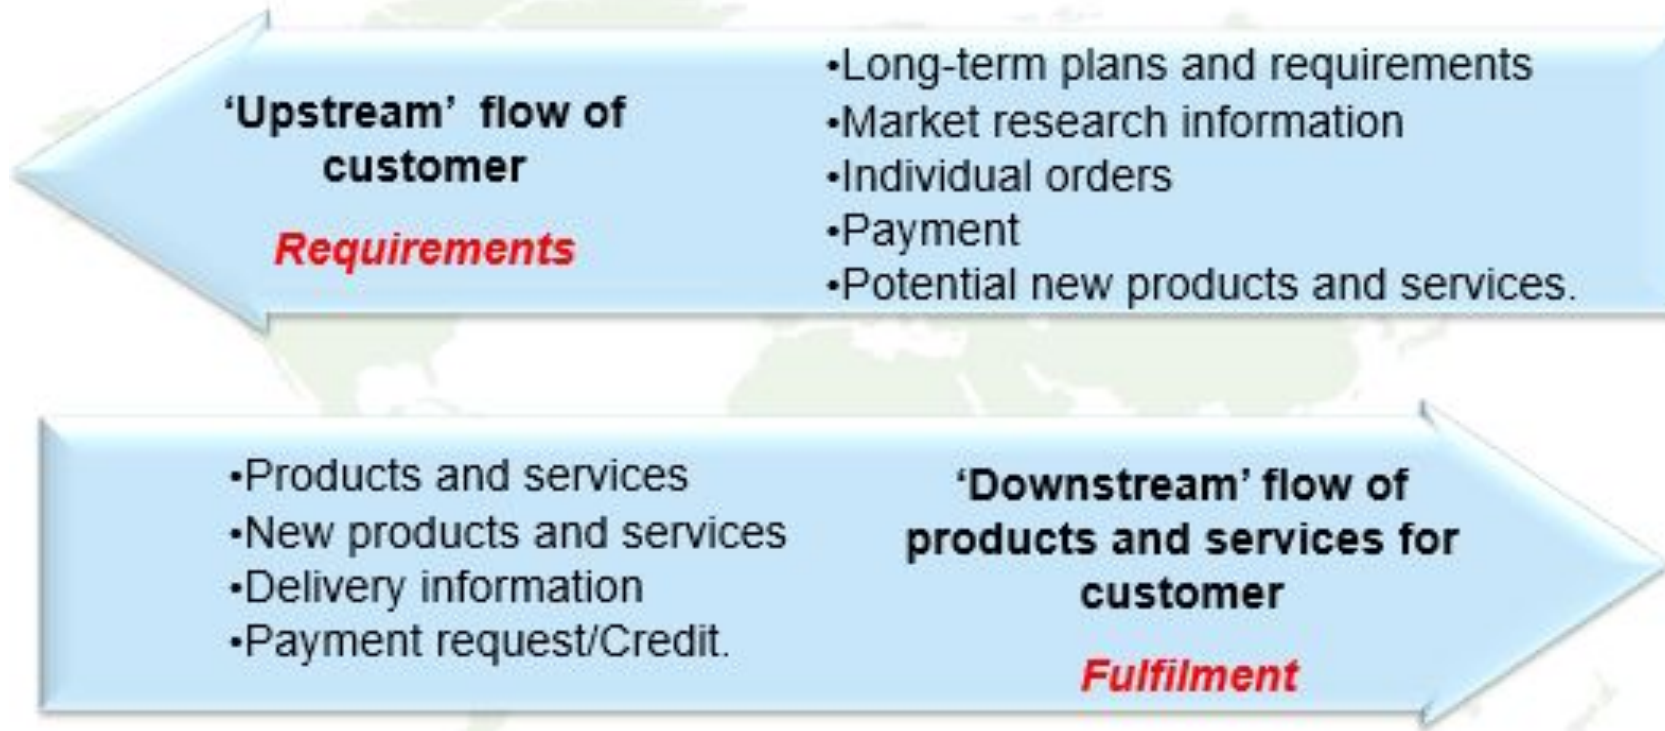 ‘Upstream’ flow of
customer
Requirements
•Long-term plans and requirements
•Market research information
•Individual orders
•Payment
•Potential new products and services.
•Products and services
•New products and services
•Delivery information
•Payment request/Credit.
‘Downstream’ flow of
products and services for
customer
Fulfilment